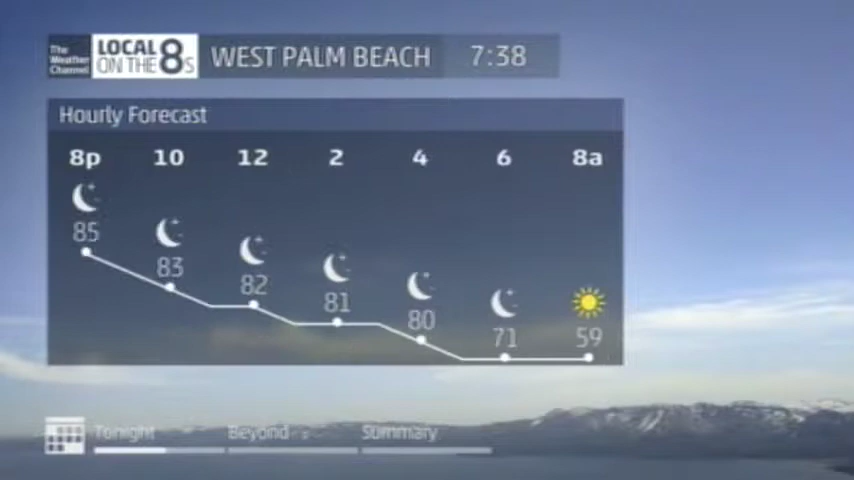 The
Weather
Channel
LOCAL
ON THE 8s
WEST PALM BEACH
7:38
Hourly Forecast
8p 10 12 2 4 6 8a
85 83 82 81 80 71 59
Tonight Beyond Summary